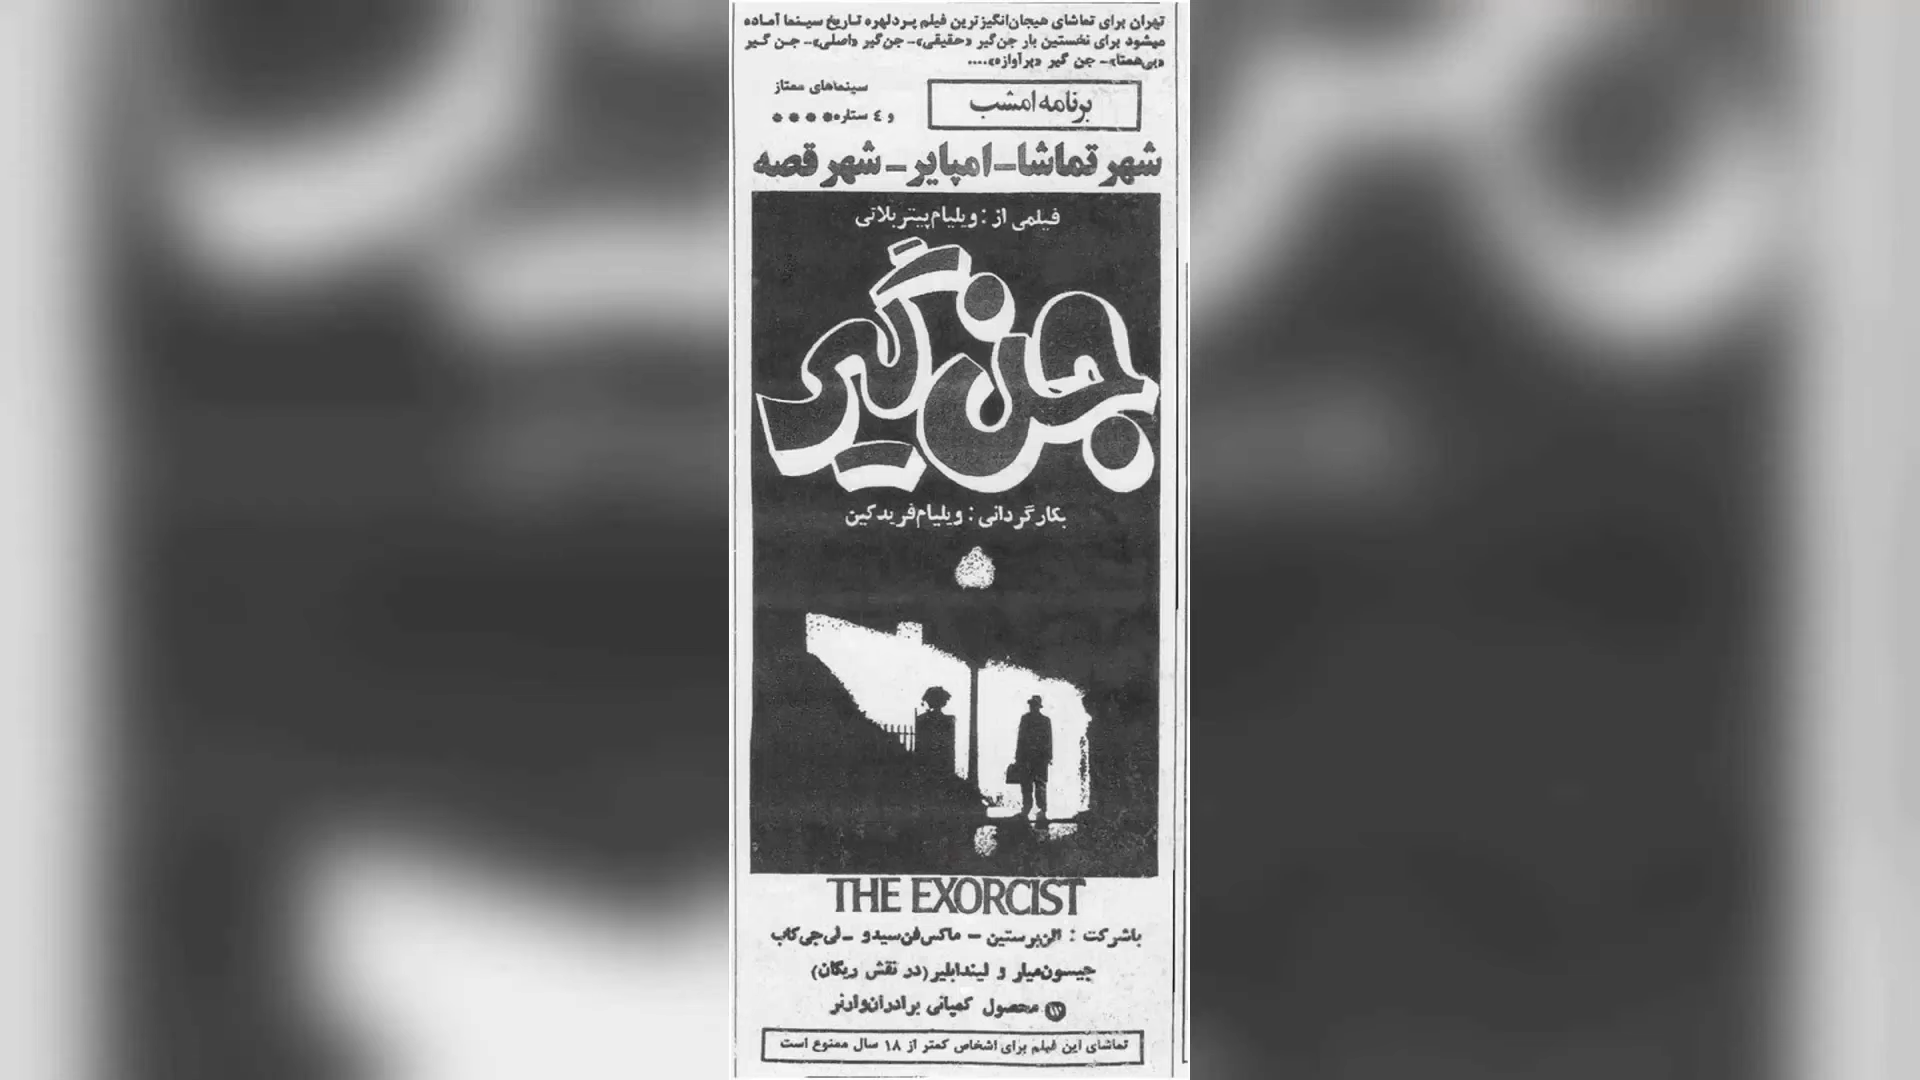 تهران برای تماشای هیجان‌انگیزترین فیلم پردلهره تاریخ سینما آماده
میشود برای نخستین بار جن‌گیر «حقیقی»- جن‌گیر «اصلی»- جن گیر
«بی‌همتا»- جن گیر «پرآوازه»....
سینماهای ممتاز
و ٤ ستاره
برنامه امشب
شهر تماشا - امپایر - شهر قصه
فیلمی از : ویلیام پیتر بلاتی
جن گیر
بکارگردانی : ویلیام فریدکین
THE EXORCIST
باشرکت : الن برستین - ماکس فن سیدو - لی جی کاب
جیسون میلر و لیندابلیر (در نقش ریگان)
محصول کمپانی برادران وارنر
تماشای این فیلم برای اشخاص کمتر از ۱۸ سال ممنوع است